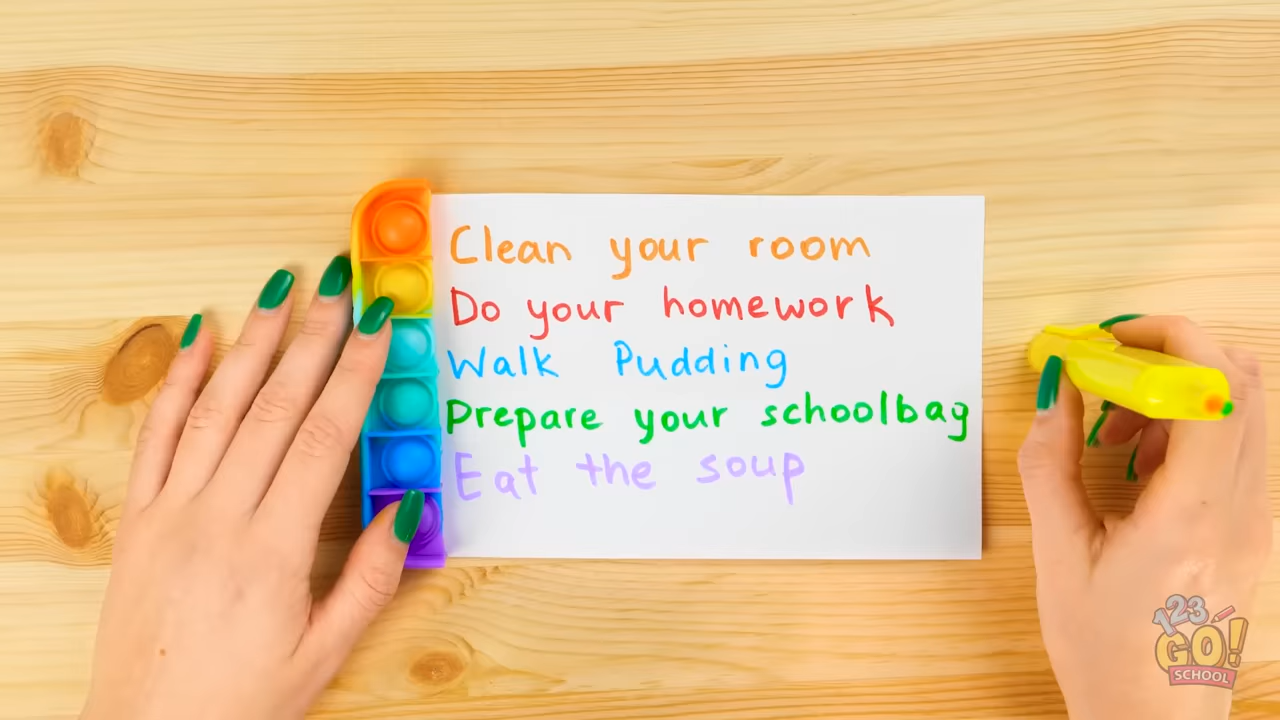 Clean your room
Do your homework
Walk Pudding
Prepare your schoolbag
Eat the soup
123
GO!
SCHOOL